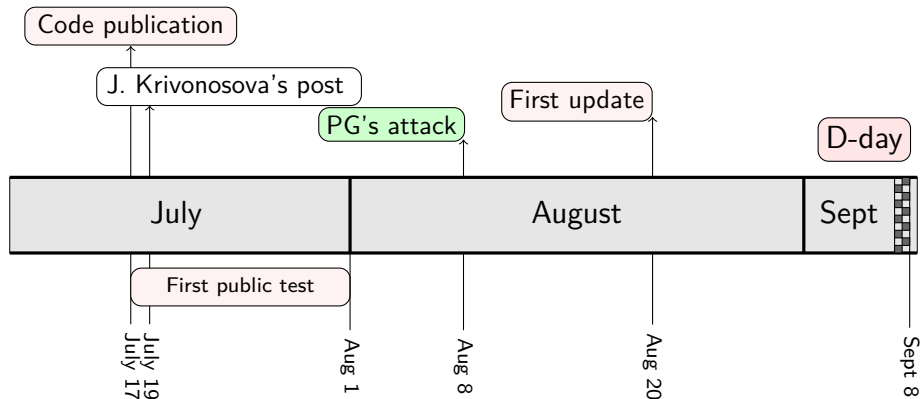 Code publication
J. Krivonosova's post
First update
PG's attack
D-day
July
August
Sept
First public test
July 17
July 19
Aug 1
Aug 8
Aug 20
Sept 8